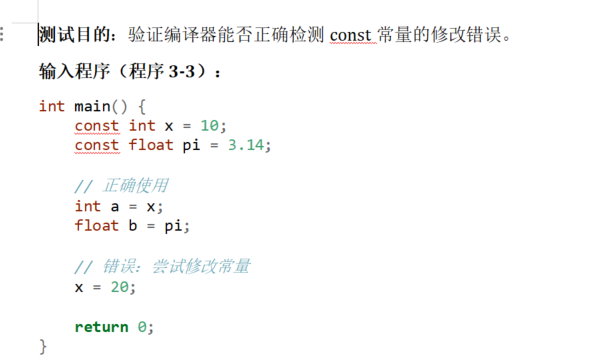 测试目的：验证编译器能否正确检测 const 常量的修改错误。
输入程序（程序 3-3）：
int main() {
    const int x = 10;
    const float pi = 3.14;
    // 正确使用
    int a = x;
    float b = pi;
    // 错误：尝试修改常量
    x = 20;
    return 0;
}